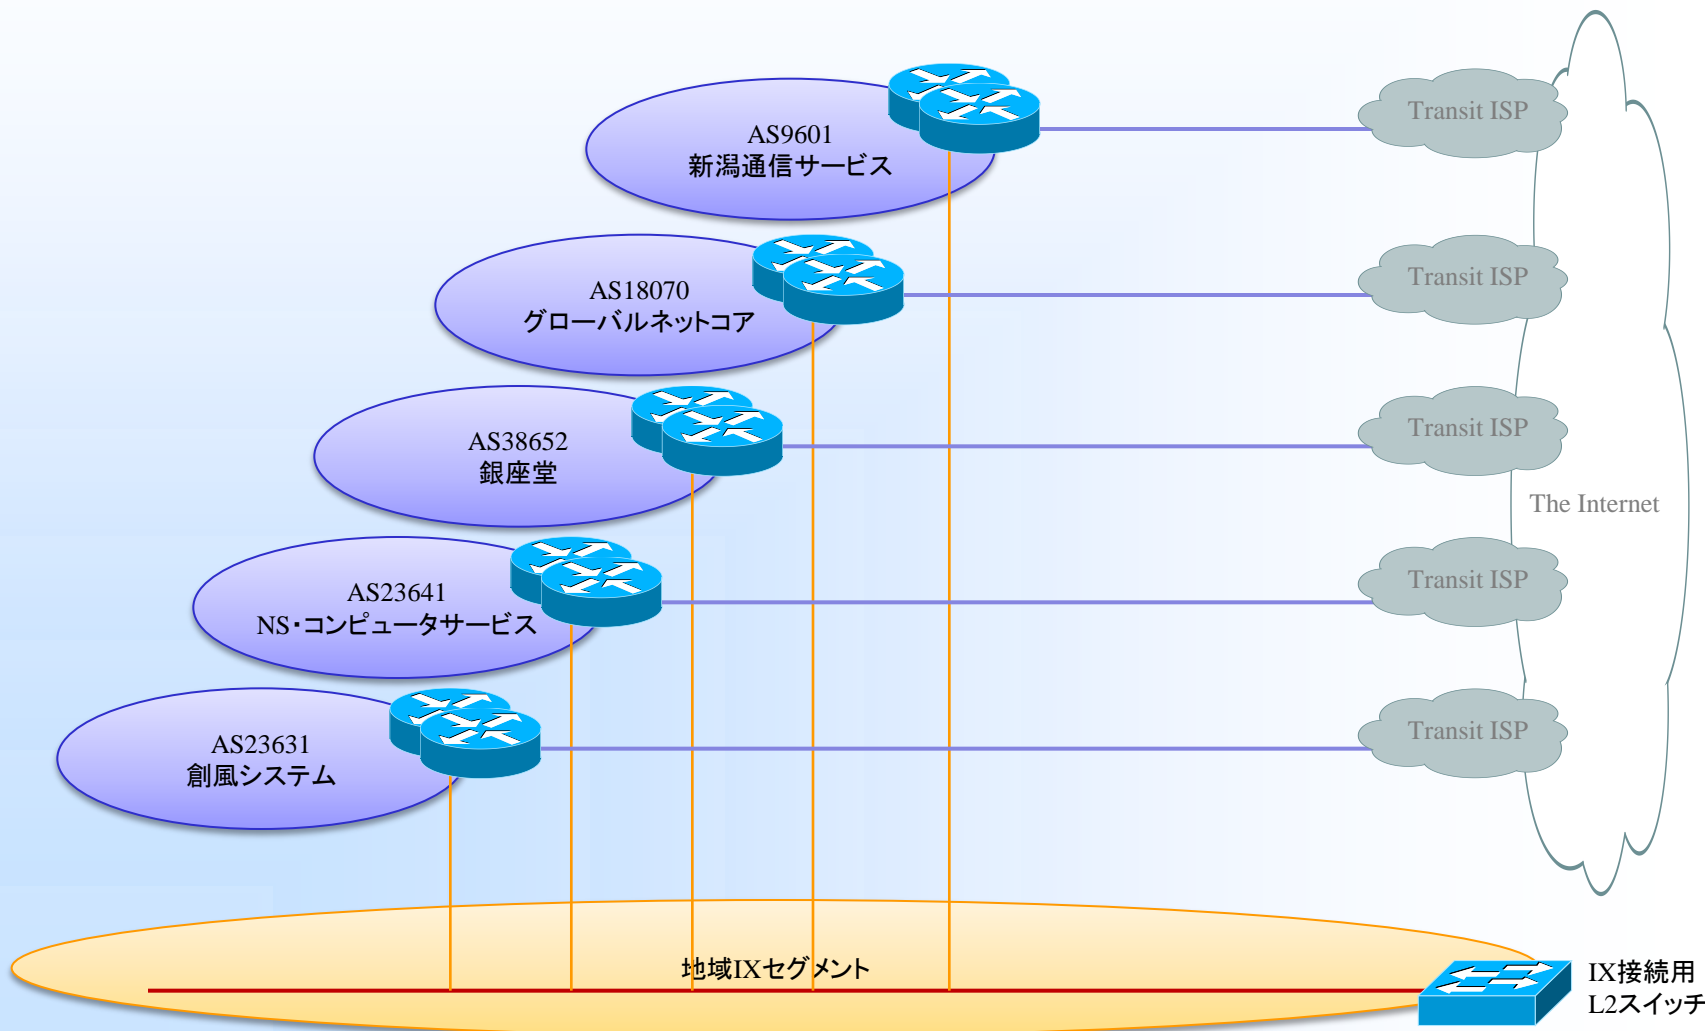 AS9601
新潟通信サービス
Transit ISP
AS18070
グローバルネットコア
Transit ISP
AS38652
銀座堂
Transit ISP
The Internet
AS23641
NS・コンピュータサービス
Transit ISP
AS23631
創風システム
Transit ISP
地域IXセグメント
IX接続用
L2スイッチ